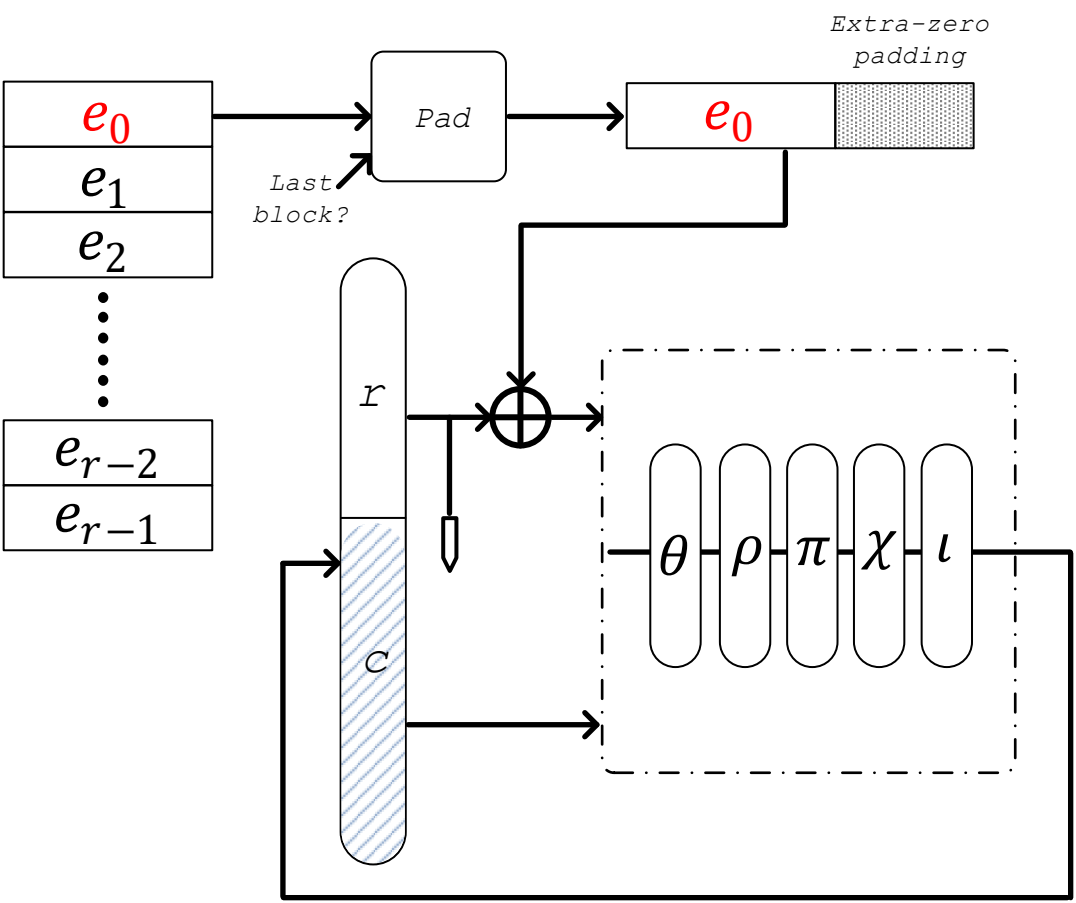 Extra-zero
padding
e₀
Pad
e₀
e₁
Last
block?
e₂
r
eᵣ₋₂
eᵣ₋₁
θ ρ π χ ι
c